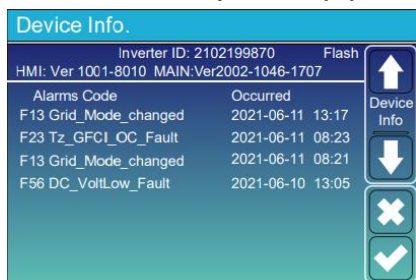 Device Info.
Inverter ID: 2102199870 Flash
HMI: Ver 1001-8010 MAIN:Ver2002-1046-1707
Alarms Code Occurred
F13 Grid_Mode_changed 2021-06-11 13:17
F23 Tz_GFCI_OC_Fault 2021-06-11 08:23
F13 Grid_Mode_changed 2021-06-11 08:21
F56 DC_VoltLow_Fault 2021-06-10 13:05
Device
Info